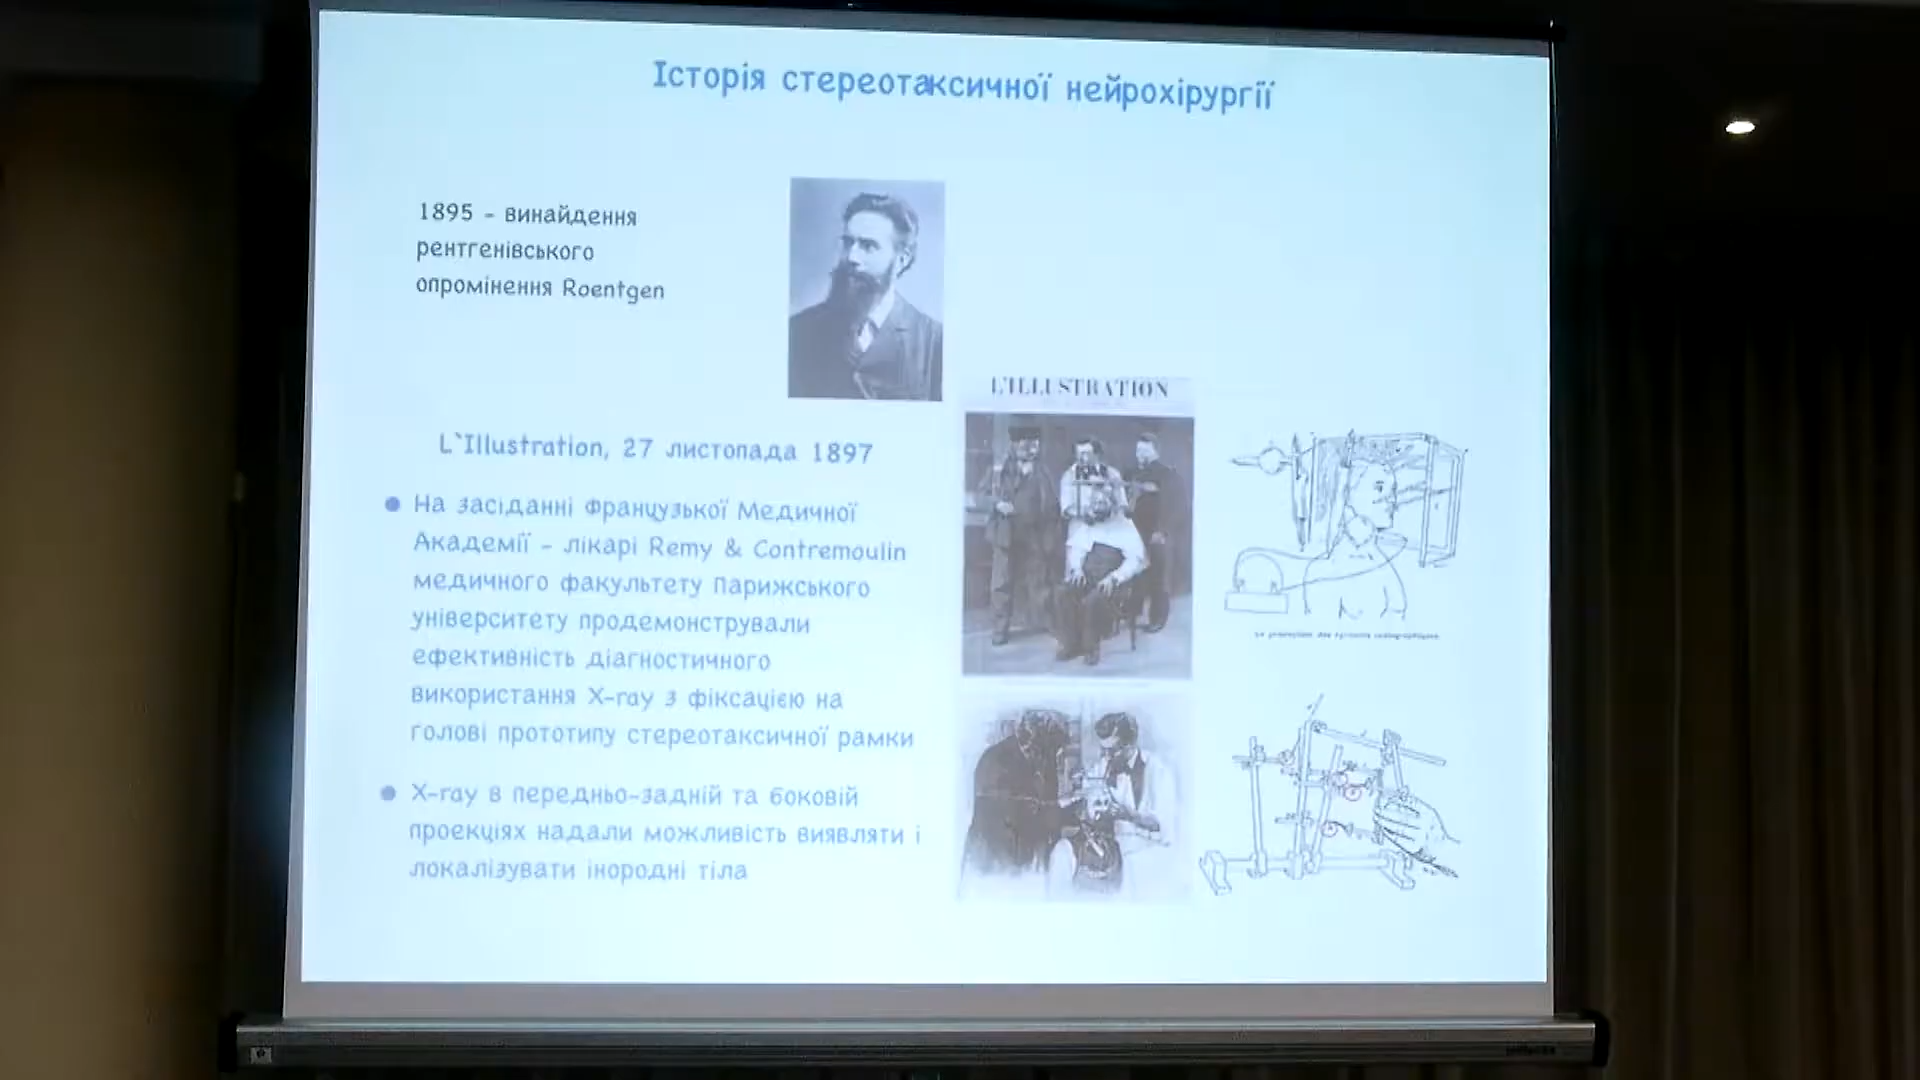 Історія стереотаксичної нейрохірургії
1895 - винайдення
рентгенівського
опромінення Roentgen
L'ILLUSTRATION
L`Illustration, 27 листопада 1897
На засіданні Французької Медичної
Академії – лікарі Remy & Contremoulin
медичного факультету Парижського
університету продемонстрували
ефективність діагностичного
використання X-ray з фіксацією на
голові прототипу стереотаксичної рамки
X-ray в передньо-задній та боковій
проекціях надали можливість виявляти і
локалізувати інородні тіла